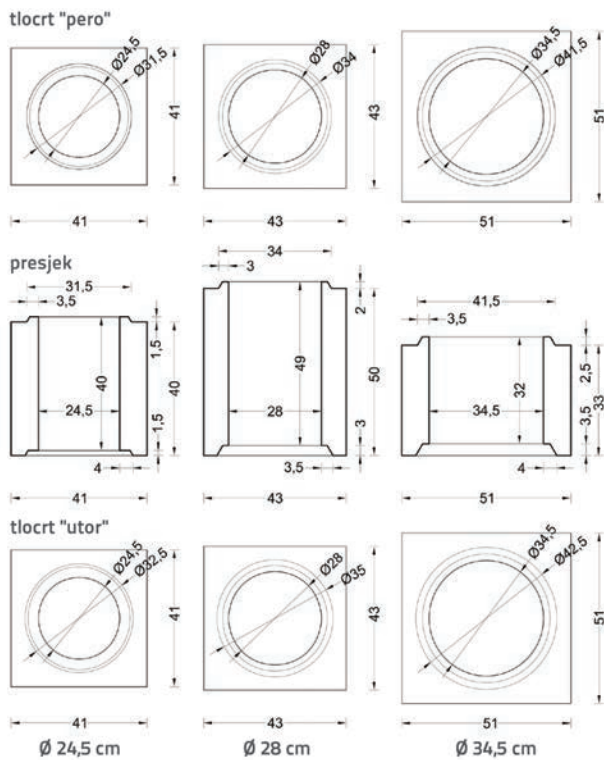 tlocrt "pero"
Ø24,5
Ø31,5
41
41
Ø28
Ø34
43
43
Ø34,5
Ø41,5
51
51
presjek
31,5
3,5
1,5
40
40
24,5
1,5
4
41
34
3
2
49
50
28
3
3,5
43
41,5
3,5
2,5
32
33
34,5
3,5
4
51
tlocrt "utor"
Ø24,5
Ø32,5
41
41
Ø28
Ø35
43
43
Ø34,5
Ø42,5
51
51
Ø 24,5 cm
Ø 28 cm
Ø 34,5 cm